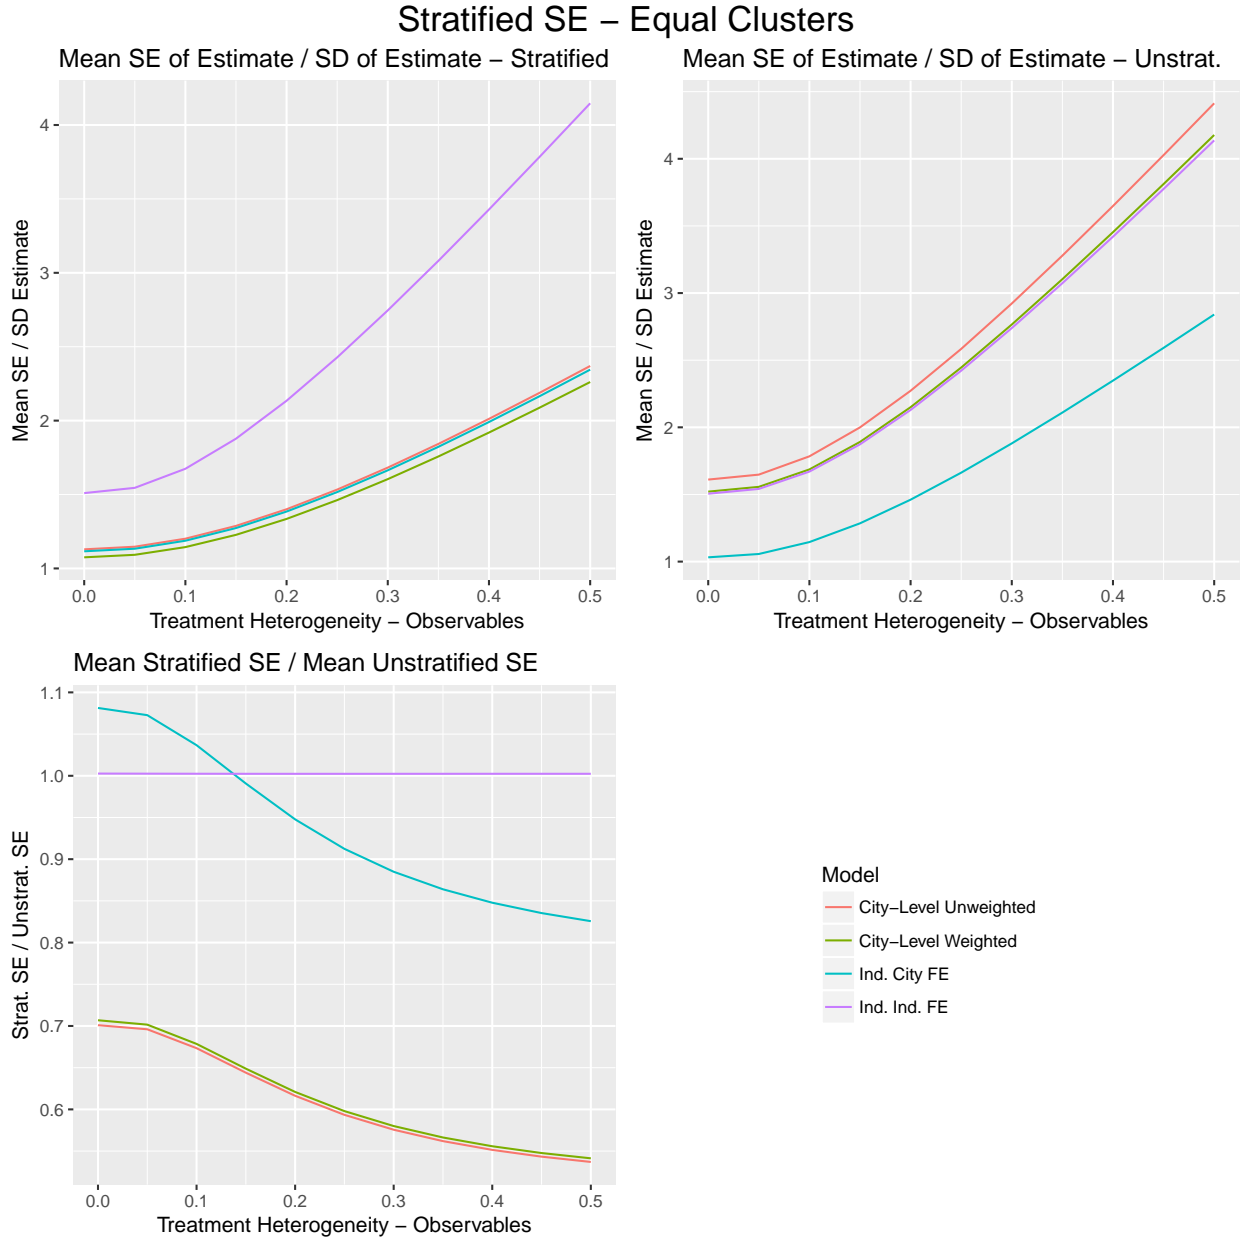 Stratified SE – Equal Clusters
Mean SE of Estimate / SD of Estimate – Stratified
4
3
2
1
Mean SE / SD Estimate
0.0 0.1 0.2 0.3 0.4 0.5
Treatment Heterogeneity – Observables
Mean SE of Estimate / SD of Estimate – Unstrat.
4
3
2
1
Mean SE / SD Estimate
0.0 0.1 0.2 0.3 0.4 0.5
Treatment Heterogeneity – Observables
Mean Stratified SE / Mean Unstratified SE
1.1
1.0
0.9
0.8
0.7
0.6
Strat. SE / Unstrat. SE
0.0 0.1 0.2 0.3 0.4 0.5
Treatment Heterogeneity – Observables
Model
City–Level Unweighted
City–Level Weighted
Ind. City FE
Ind. Ind. FE